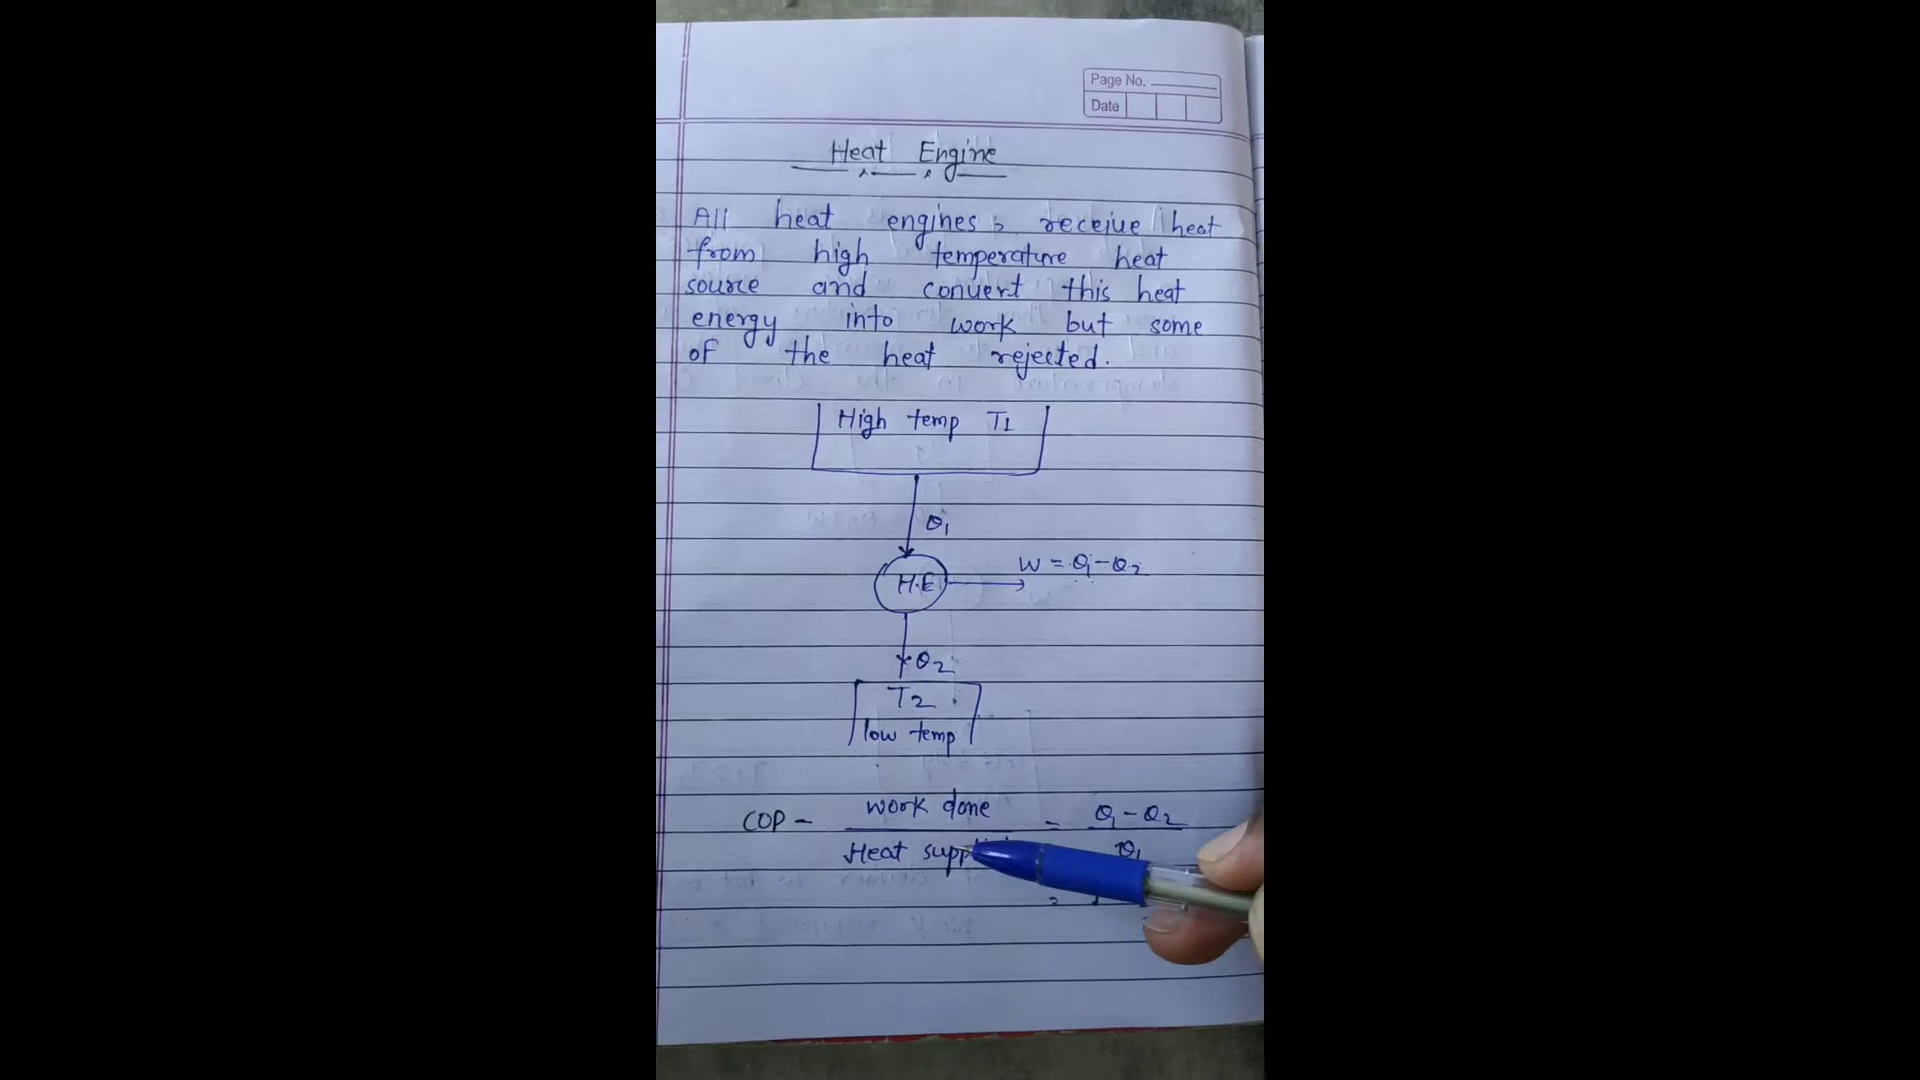 Page No.
Date
Heat Engine
All heat engines, receive heat
from high temperature heat
source and convert this heat
energy into work but some
of the heat rejected.
High temp T1
Q1
H.E
W = Q1 - Q2
Q2
T2
low temp
COP - work done = Q1 - Q2
Heat Q1
=